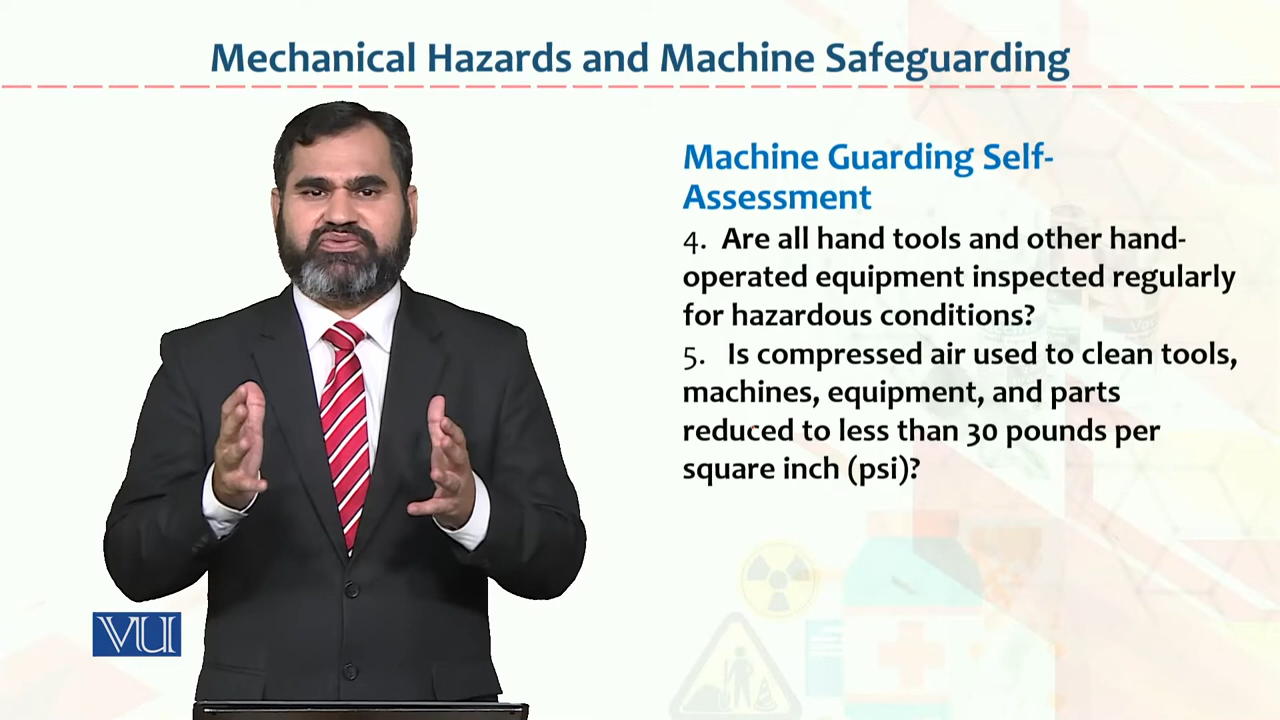 Mechanical Hazards and Machine Safeguarding
Machine Guarding Self-
Assessment
4. Are all hand tools and other hand-
operated equipment inspected regularly
for hazardous conditions?
5. Is compressed air used to clean tools,
machines, equipment, and parts
reduced to less than 30 pounds per
square inch (psi)?
VU